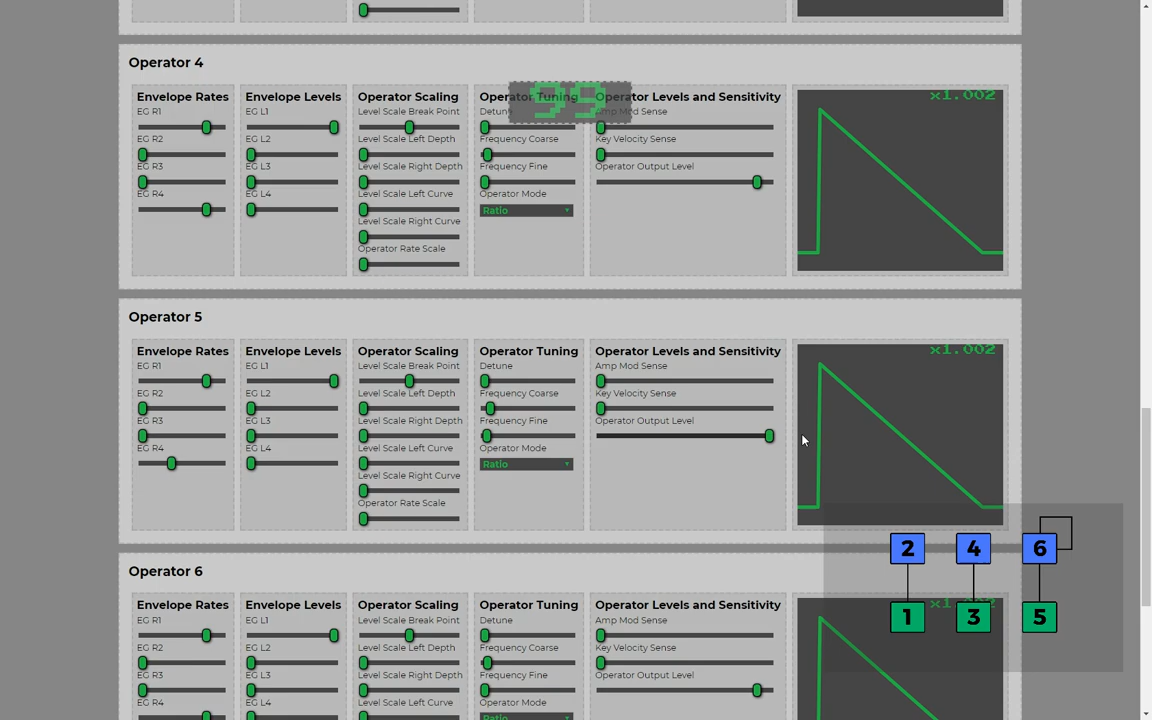 Operator 4
Envelope Rates
EG R1
EG R2
EG R3
EG R4
Envelope Levels
EG L1
EG L2
EG L3
EG L4
Operator Scaling
Level Scale Break Point
Level Scale Left Depth
Level Scale Right Depth
Level Scale Left Curve
Level Scale Right Curve
Operator Rate Scale
Operator Tuning
Detune
Frequency Coarse
Frequency Fine
Operator Mode
Ratio
99
Operator Levels and Sensitivity
Amp Mod Sense
Key Velocity Sense
Operator Output Level
x1.002
Operator 5
Envelope Rates
EG R1
EG R2
EG R3
EG R4
Envelope Levels
EG L1
EG L2
EG L3
EG L4
Operator Scaling
Level Scale Break Point
Level Scale Left Depth
Level Scale Right Depth
Level Scale Left Curve
Level Scale Right Curve
Operator Rate Scale
Operator Tuning
Detune
Frequency Coarse
Frequency Fine
Operator Mode
Ratio
Operator Levels and Sensitivity
Amp Mod Sense
Key Velocity Sense
Operator Output Level
x1.002
2 4 6
1 3 5
Operator 6
Envelope Rates
EG R1
EG R2
EG R3
EG R4
Envelope Levels
EG L1
EG L2
EG L3
EG L4
Operator Scaling
Level Scale Break Point
Level Scale Left Depth
Level Scale Right Depth
Level Scale Left Curve
Operator Tuning
Detune
Frequency Coarse
Frequency Fine
Operator Mode
Ratio
Operator Levels and Sensitivity
Amp Mod Sense
Key Velocity Sense
Operator Output Level
x1.002